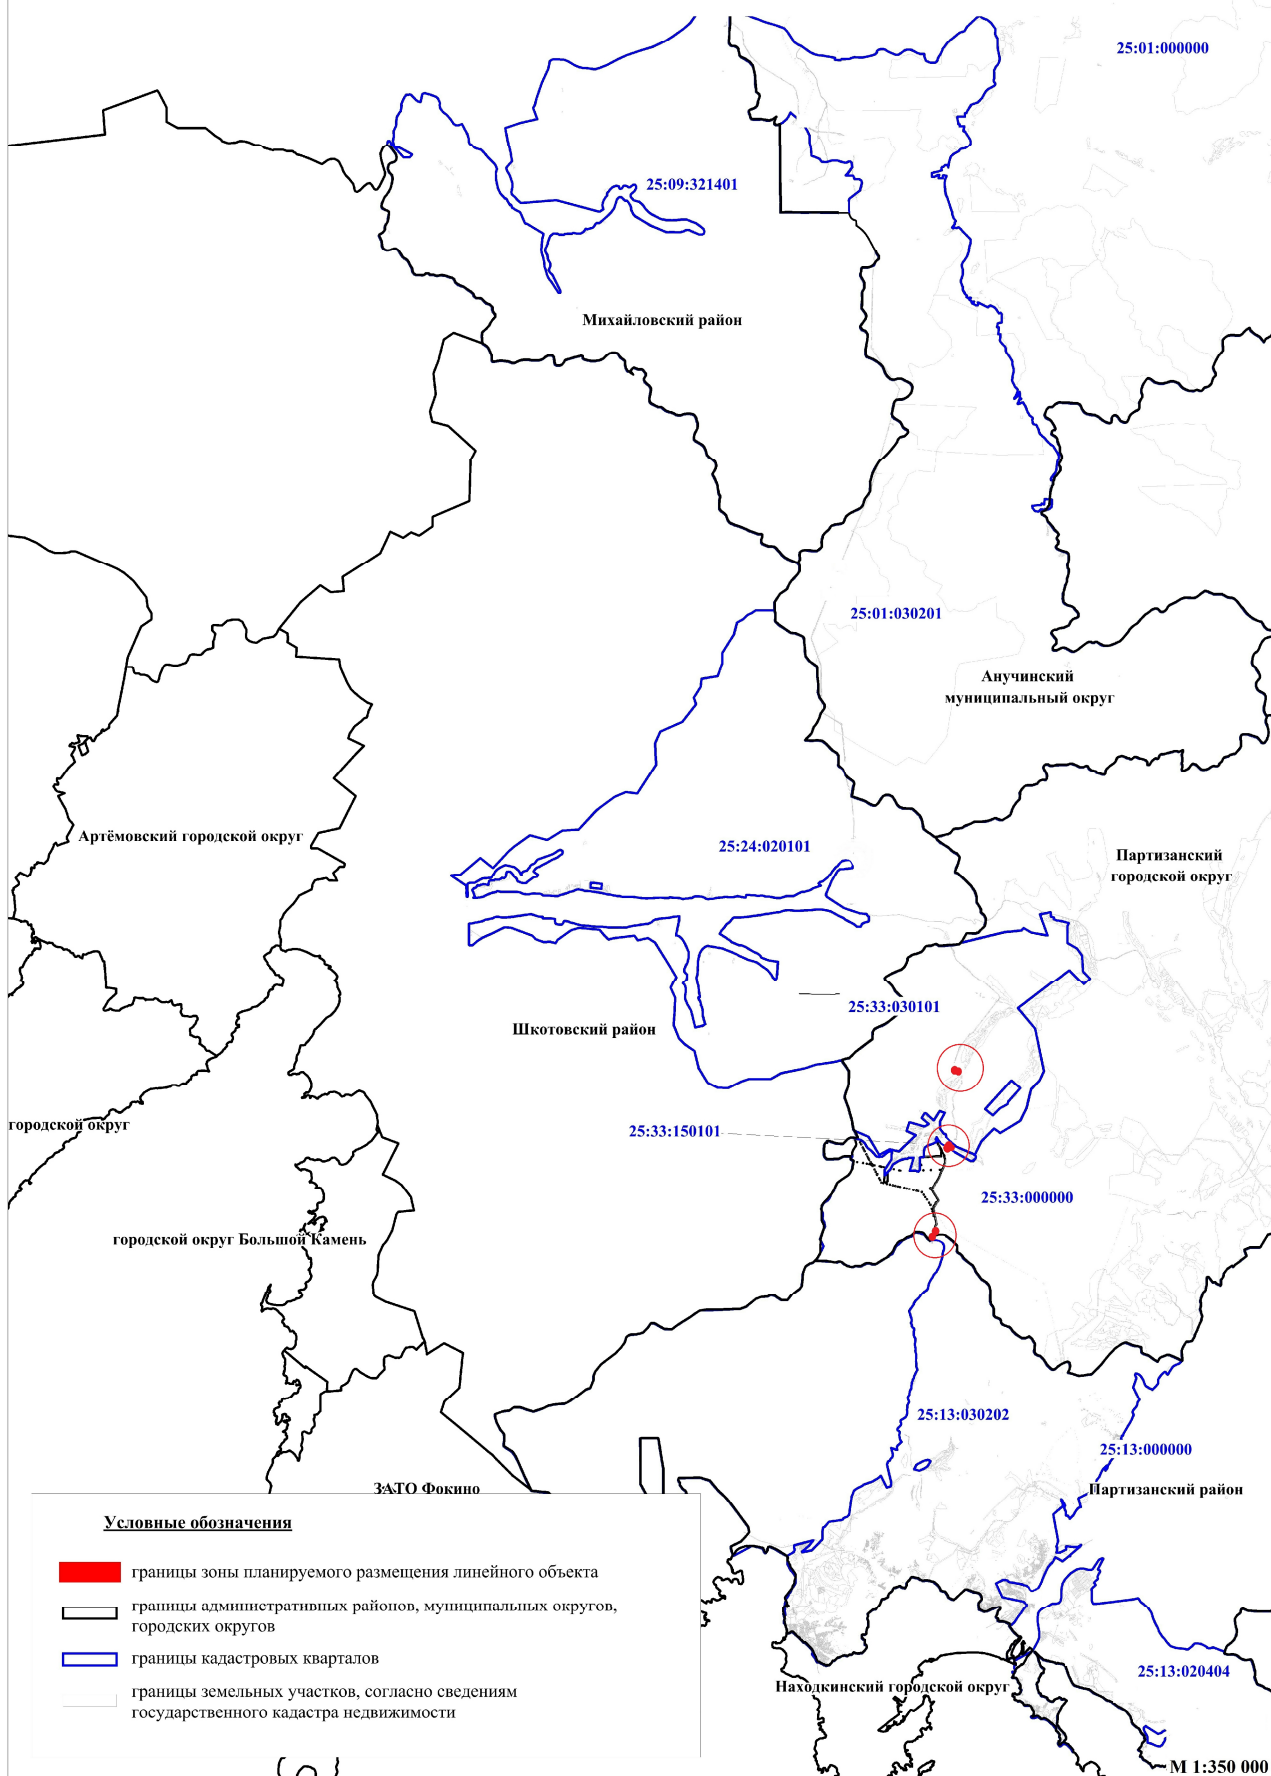 25:01:000000
25:09:321401
Михайловский район
25:01:030201
Анучинский
муниципальный округ
Артёмовский городской округ
25:24:020101
Партизанский
городской округ
25:33:030101
Шкотовский район
городской округ
25:33:150101
25:33:000000
городской округ Большой Камень
25:13:030202
25:13:000000
Партизанский район
ЗАТО Фокино
Условные обозначения
границы зоны планируемого размещения линейного объекта
границы административных районов, муниципальных округов,
городских округов
границы кадастровых кварталов
границы земельных участков, согласно сведениям
государственного кадастра недвижимости
25:13:020404
Находкинский городской округ
М 1:350 000